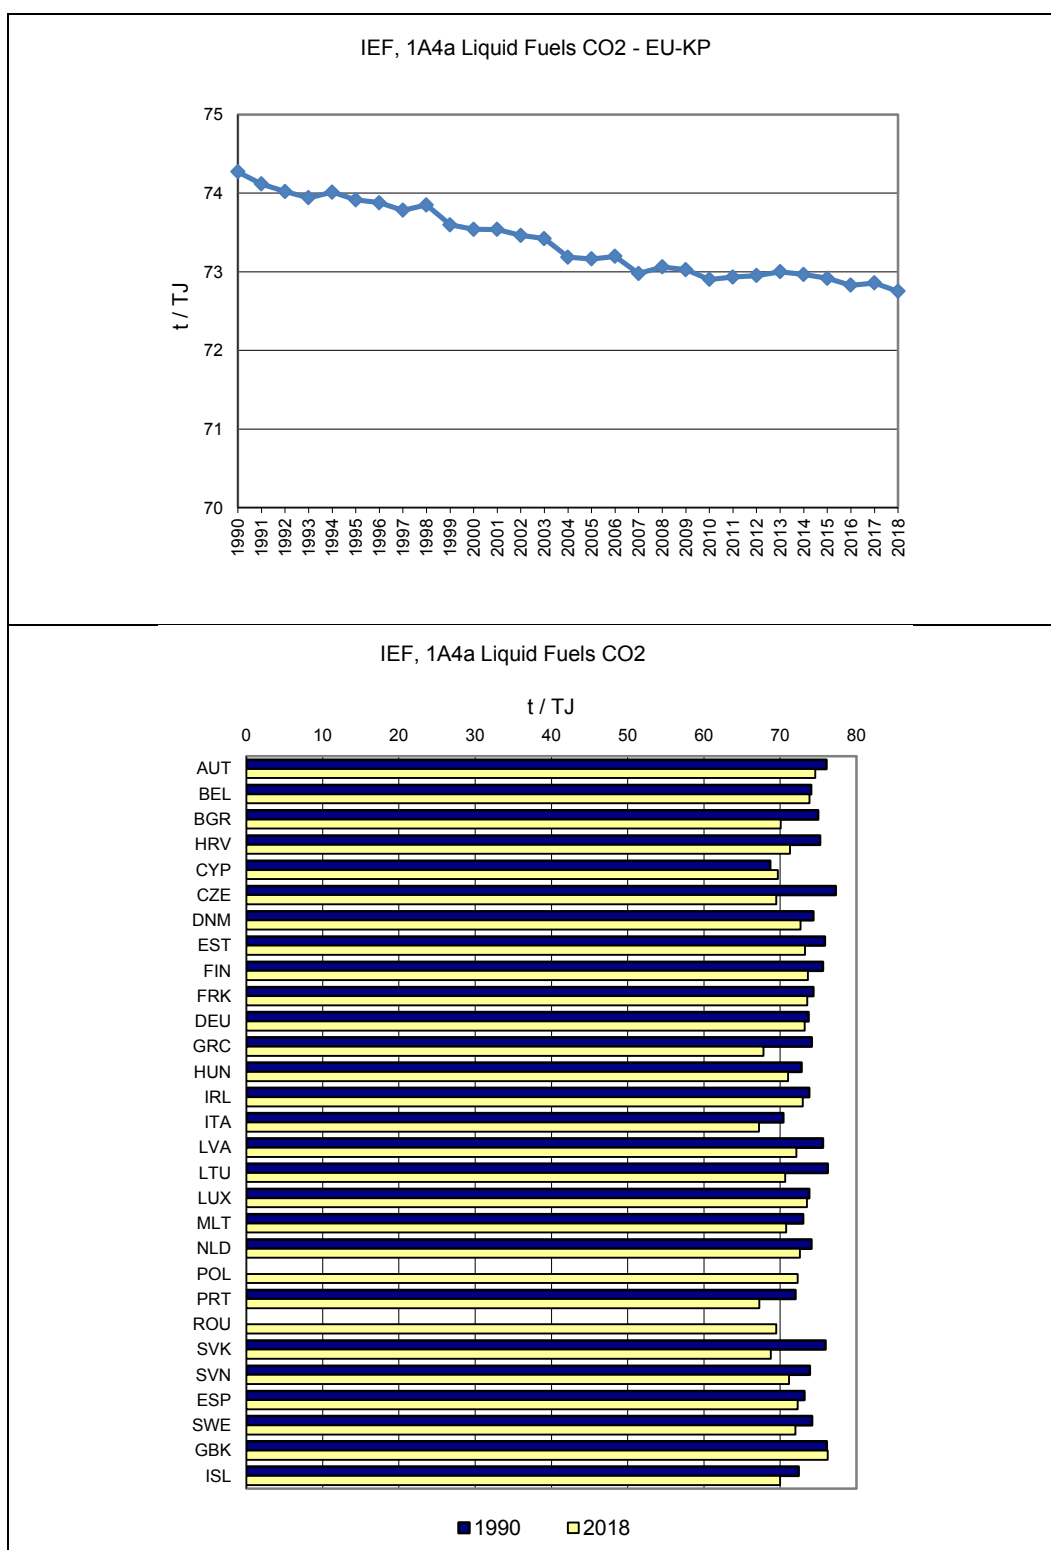 IEF, 1A4a Liquid Fuels CO2 - EU-KP
75
74
73
72
71
70
t / TJ
1990
1991
1992
1993
1994
1995
1996
1997
1998
1999
2000
2001
2002
2003
2004
2005
2006
2007
2008
2009
2010
2011
2012
2013
2014
2015
2016
2017
2018
IEF, 1A4a Liquid Fuels CO2
t / TJ
0 10 20 30 40 50 60 70 80
AUT
BEL
BGR
HRV
CYP
CZE
DNM
EST
FIN
FRK
DEU
GRC
HUN
IRL
ITA
LVA
LTU
LUX
MLT
NLD
POL
PRT
ROU
SVK
SVN
ESP
SWE
GBK
ISL
1990 2018